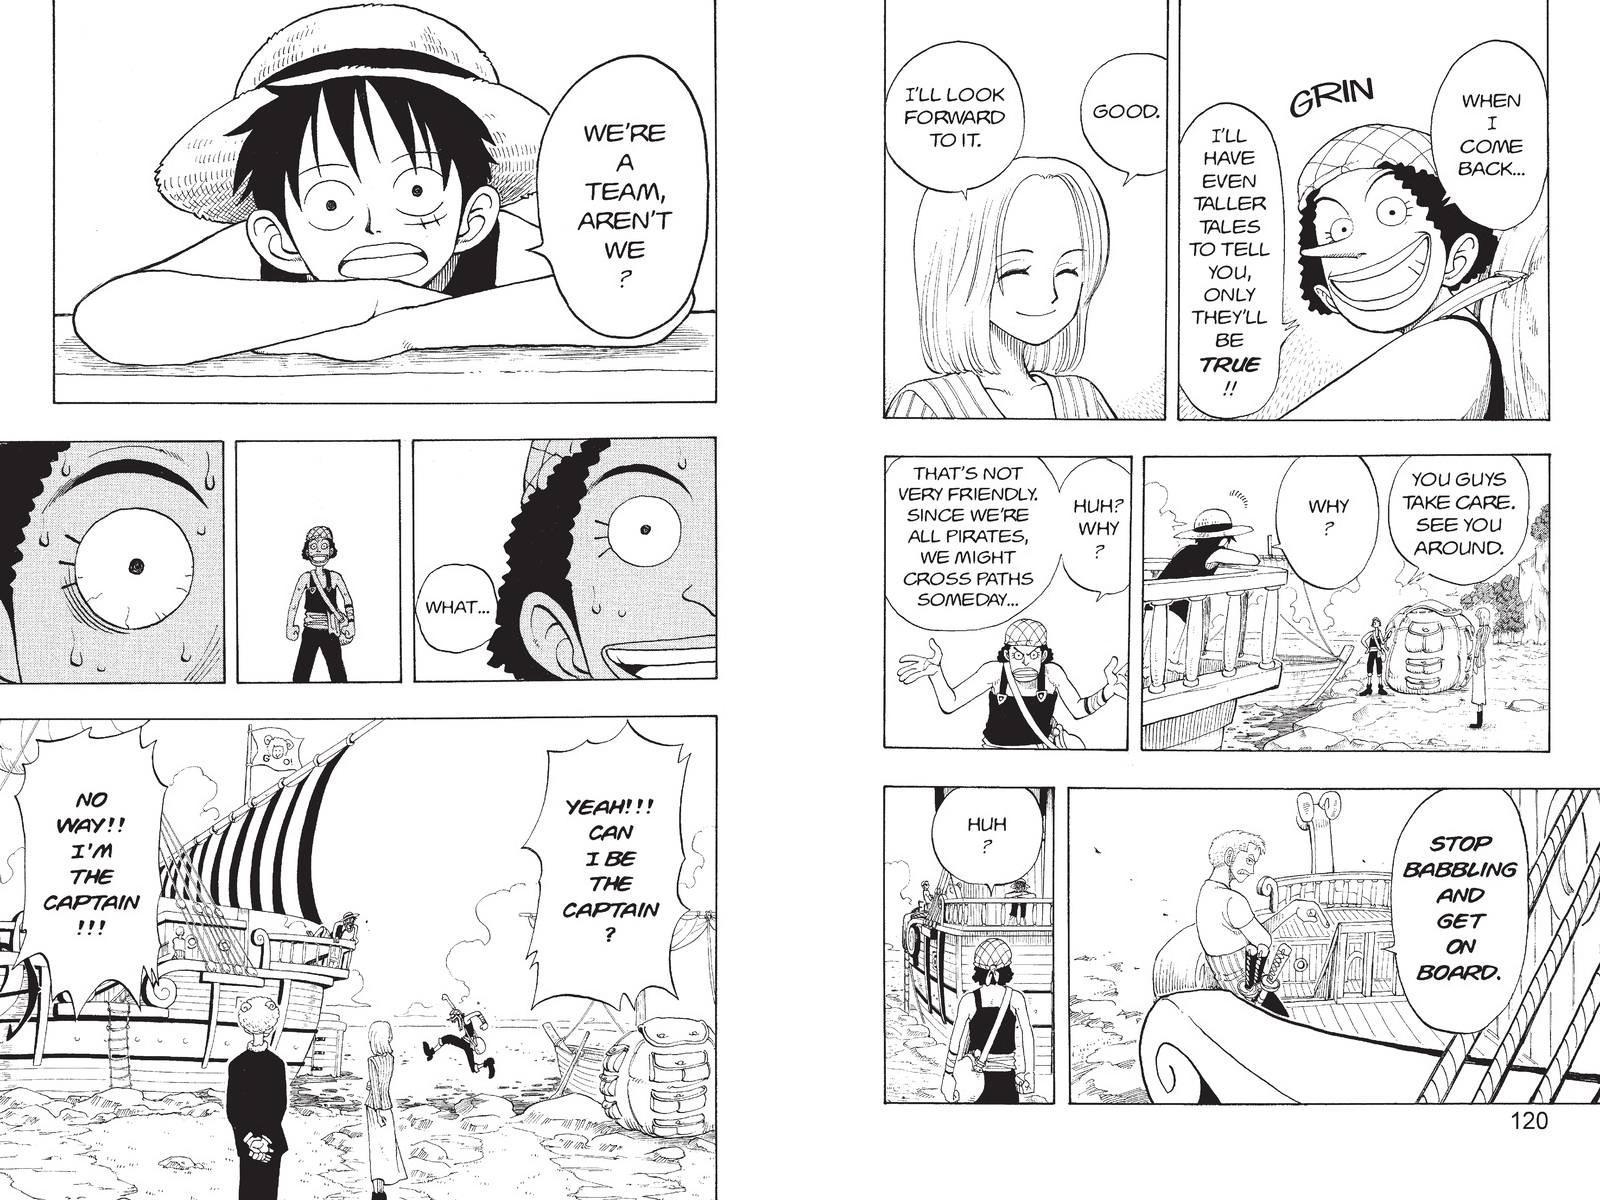 WHEN
I
COME
BACK...
GRIN
I'LL
HAVE
EVEN
TALLER
TALES
TO TELL
YOU,
ONLY
THEY'LL
BE
TRUE
!!
GOOD.
I'LL LOOK
FORWARD
TO IT.
YOU GUYS
TAKE CARE.
SEE YOU
AROUND.
WHY
?
HUH?
WHY
?
THAT'S NOT
VERY FRIENDLY.
SINCE WE'RE
ALL PIRATES,
WE MIGHT
CROSS PATHS
SOMEDAY...
STOP
BABBLING
AND
GET
ON
BOARD.
HUH
?
120
WE'RE
A
TEAM,
AREN'T
WE
?
WHAT...
YEAH!!!
CAN
I BE
THE
CAPTAIN
?
NO
WAY!!
I'M
THE
CAPTAIN
!!!